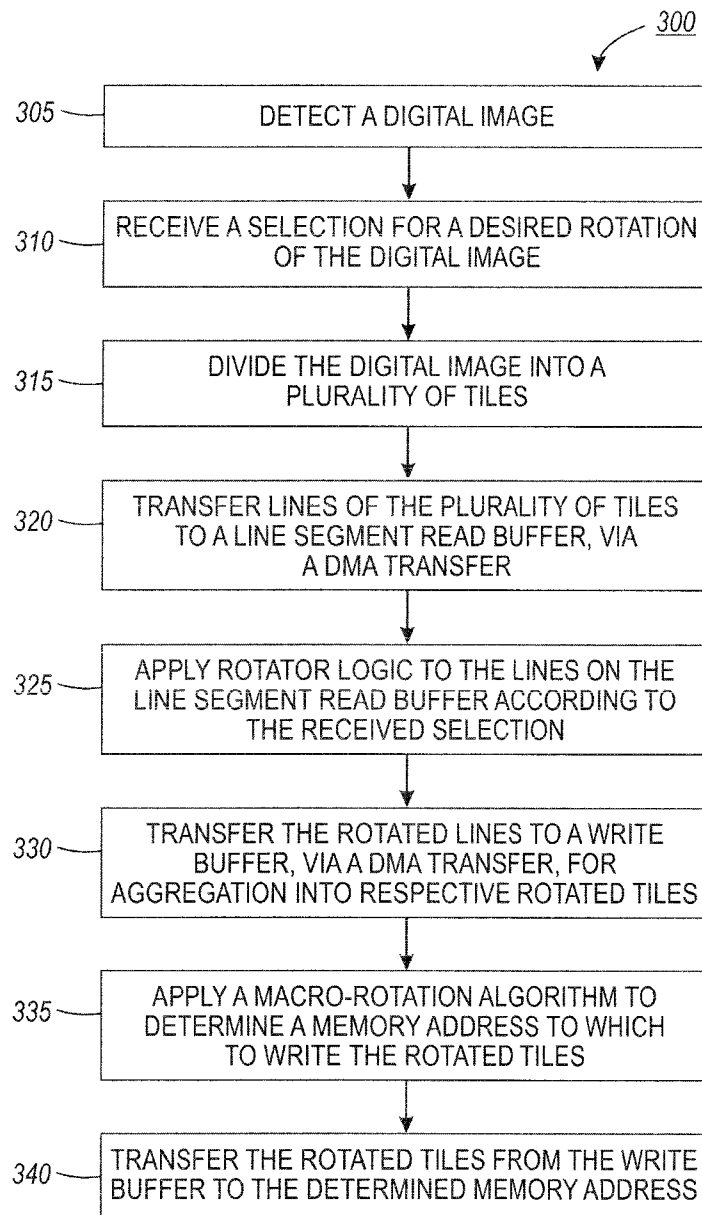 300
305
DETECT A DIGITAL IMAGE
310
RECEIVE A SELECTION FOR A DESIRED ROTATION
OF THE DIGITAL IMAGE
315
DIVIDE THE DIGITAL IMAGE INTO A
PLURALITY OF TILES
320
TRANSFER LINES OF THE PLURALITY OF TILES
TO A LINE SEGMENT READ BUFFER, VIA
A DMA TRANSFER
325
APPLY ROTATOR LOGIC TO THE LINES ON THE
LINE SEGMENT READ BUFFER ACCORDING TO
THE RECEIVED SELECTION
330
TRANSFER THE ROTATED LINES TO A WRITE
BUFFER, VIA A DMA TRANSFER, FOR
AGGREGATION INTO RESPECTIVE ROTATED TILES
335
APPLY A MACRO-ROTATION ALGORITHM TO
DETERMINE A MEMORY ADDRESS TO WHICH
TO WRITE THE ROTATED TILES
340
TRANSFER THE ROTATED TILES FROM THE WRITE
BUFFER TO THE DETERMINED MEMORY ADDRESS